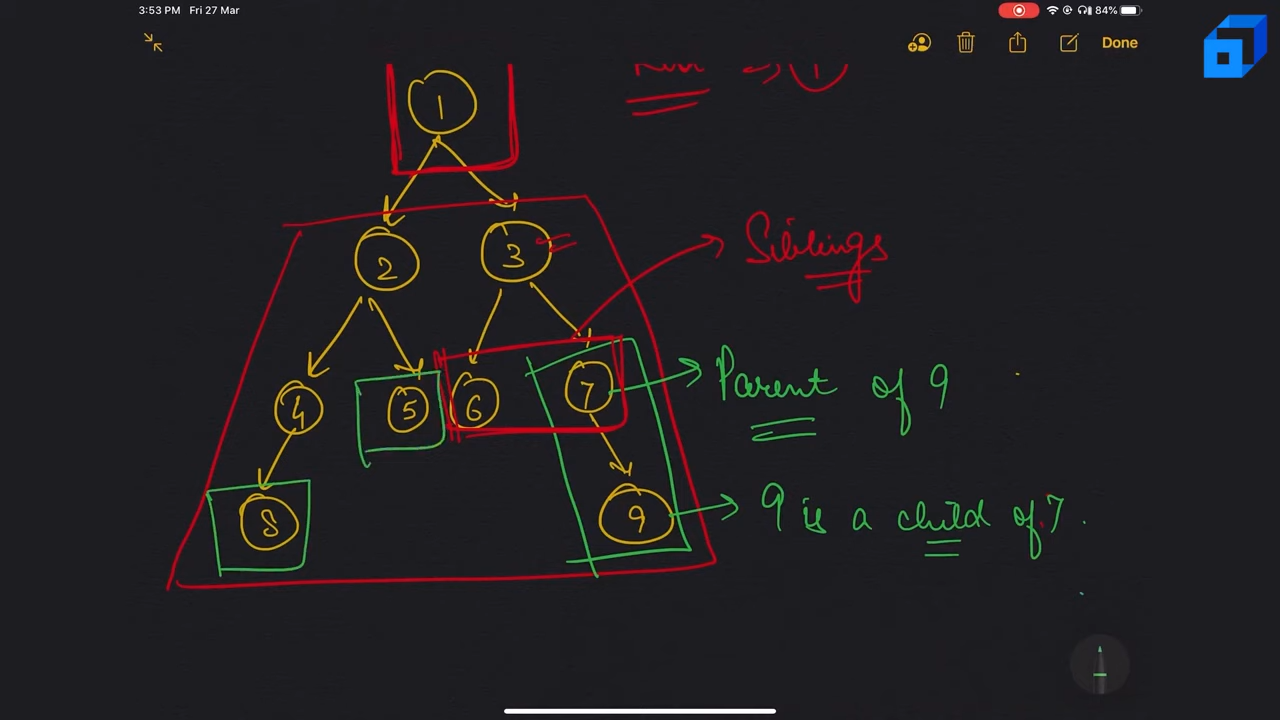 3:53 PM Fri 27 Mar
84%
Done
1
1
2
3
Siblings
4
5
6
7
Parent of 9
8
9
9 is a child of 7.